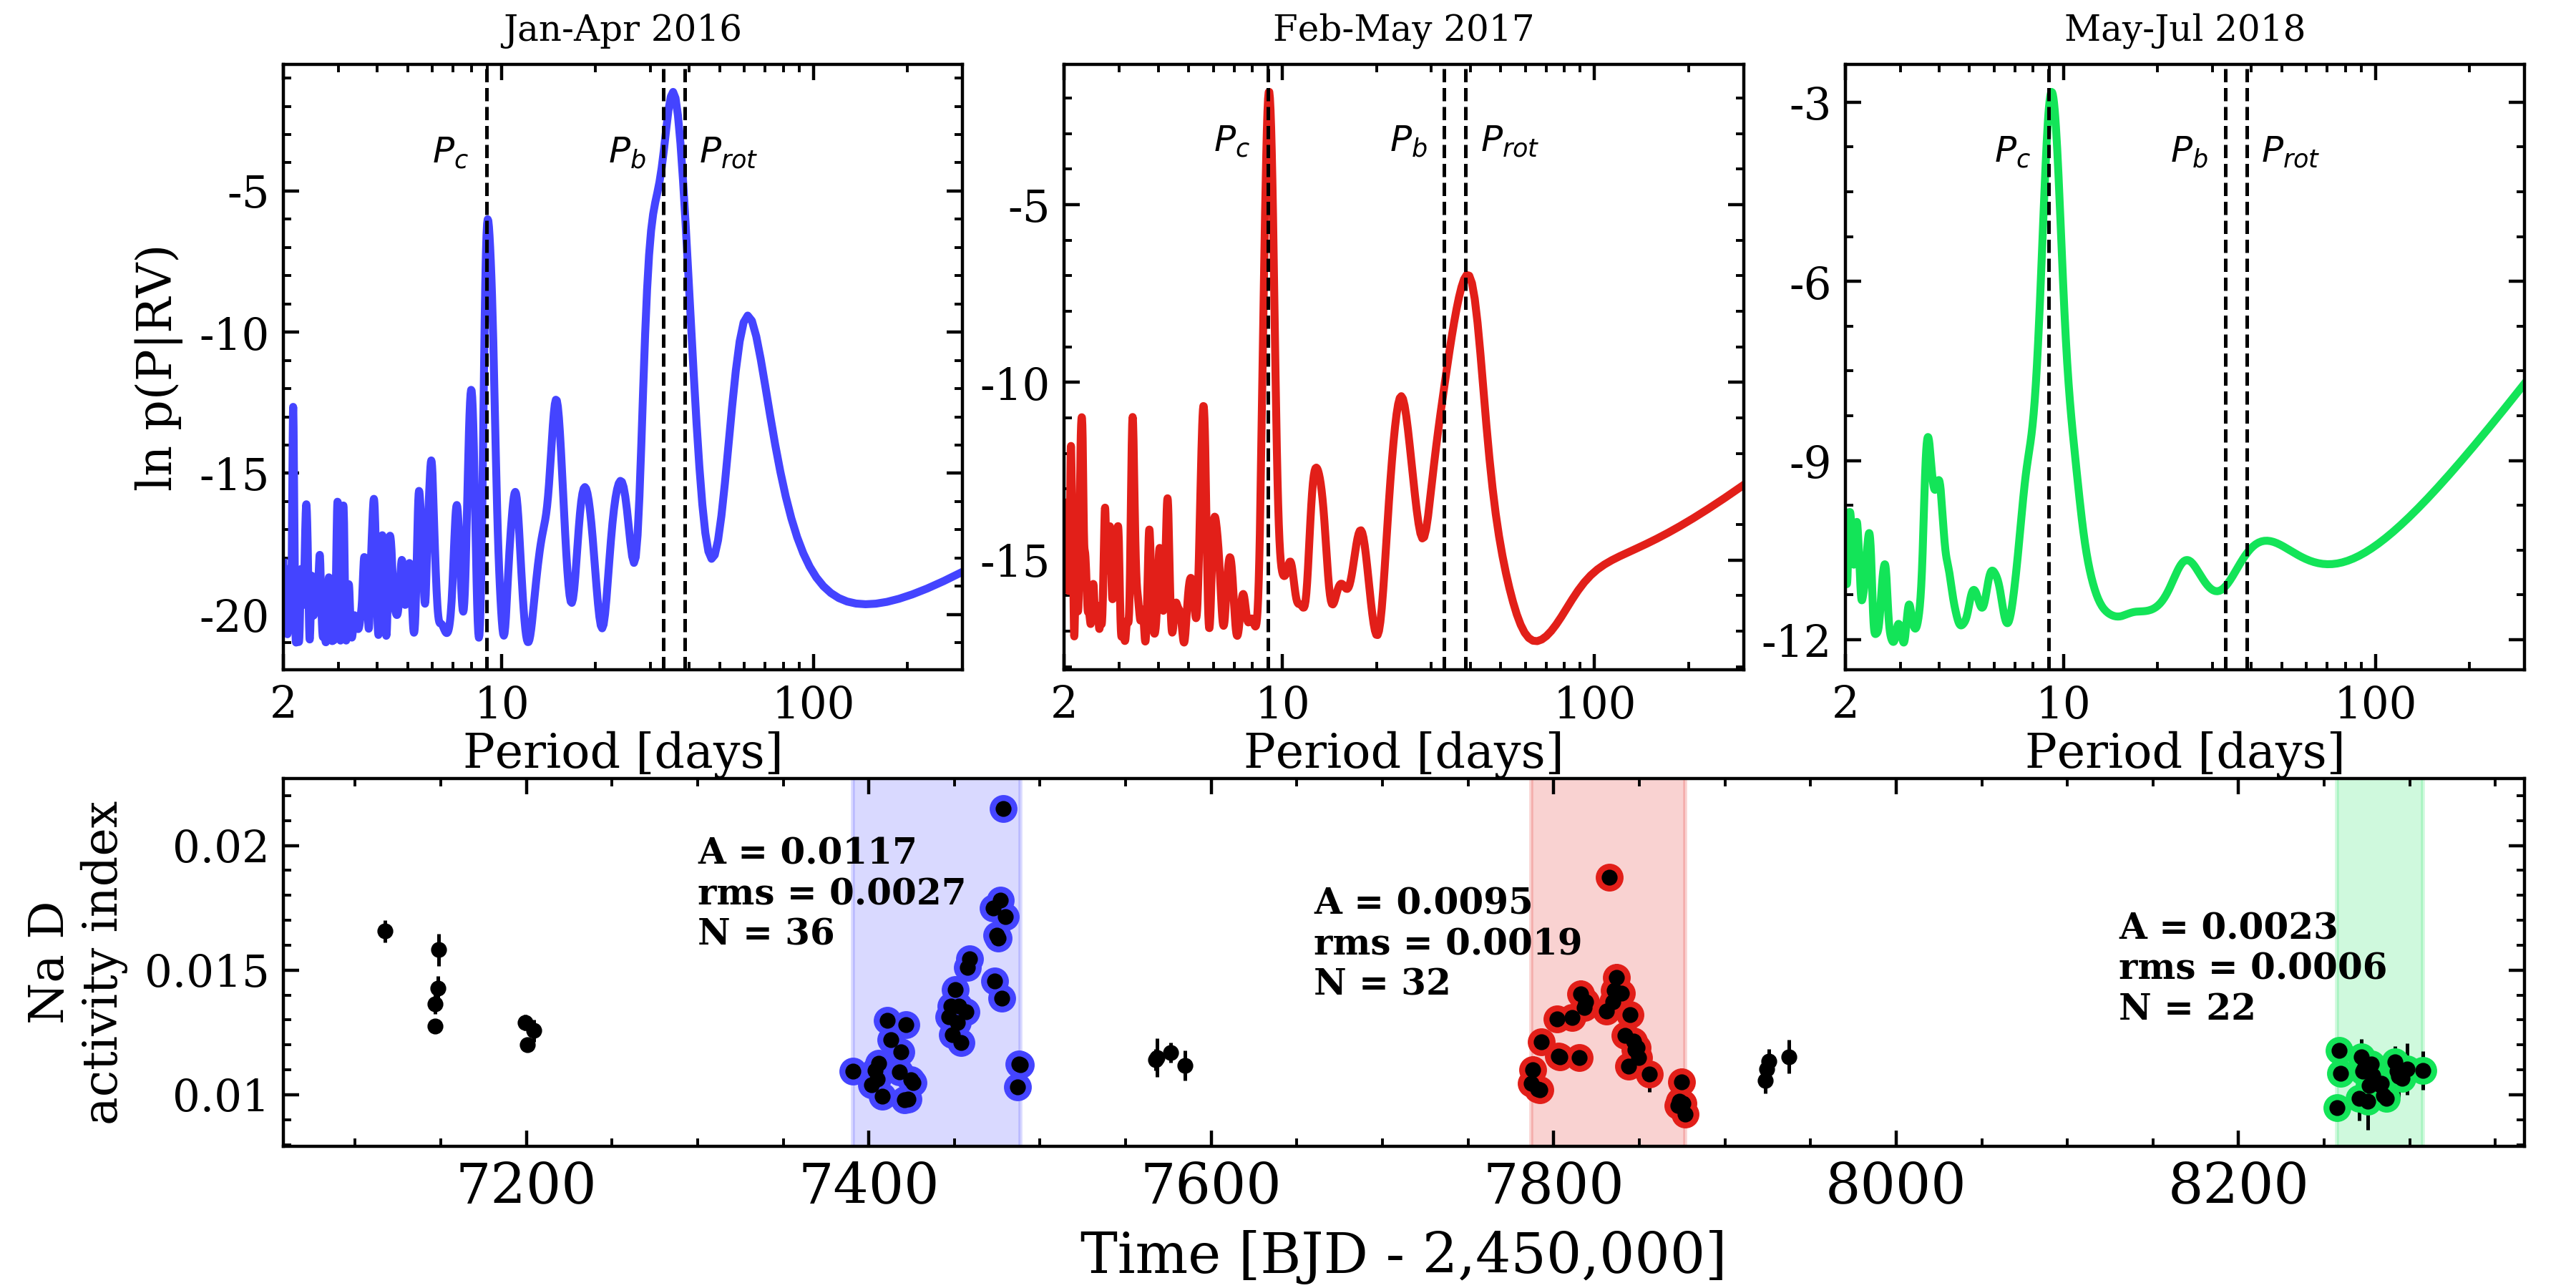 Jan-Apr 2016
Feb-May 2017
May-Jul 2018
ln p(P|RV)
-5
-10
-15
-20
P_c
P_b
P_rot
2
10
100
Period [days]
-5
-10
-15
P_c
P_b
P_rot
2
10
100
Period [days]
-3
-6
-9
-12
P_c
P_b
P_rot
2
10
100
Period [days]
Na D
activity index
0.02
0.015
0.01
A = 0.0117
rms = 0.0027
N = 36
A = 0.0095
rms = 0.0019
N = 32
A = 0.0023
rms = 0.0006
N = 22
7200
7400
7600
7800
8000
8200
Time [BJD - 2,450,000]